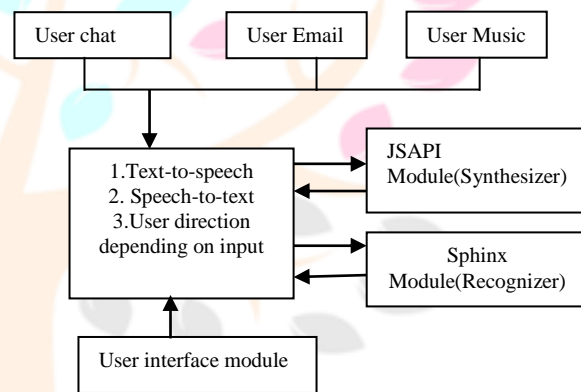 User chat
User Email
User Music
1.Text-to-speech
2. Speech-to-text
3.User direction
depending on input
JSAPI
Module(Synthesizer)
Sphinx
Module(Recognizer)
User interface module